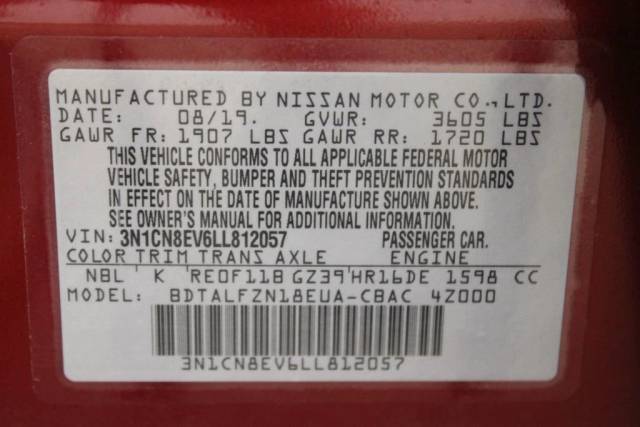 MANUFACTURED BY NISSAN MOTOR CO.,LTD.
DATE: 08/19. GVWR: 3605 LBS
GAWR FR: 1907 LBS GAWR RR: 1720 LBS
THIS VEHICLE CONFORMS TO ALL APPLICABLE FEDERAL MOTOR
VEHICLE SAFETY, BUMPER AND THEFT PREVENTION STANDARDS
IN EFFECT ON THE DATE OF MANUFACTURE SHOWN ABOVE.
SEE OWNER'S MANUAL FOR ADDITIONAL INFORMATION.
VIN: 3N1CN8EV6LL812057 PASSENGER CAR.
COLOR TRIM TRANS AXLE ENGINE
NBL K RE0F11B GZ39 HR16DE 1598 CC
MODEL: BDTALFZN18EUA-CBAC 4Z000
3N1CN8EV6LL812057